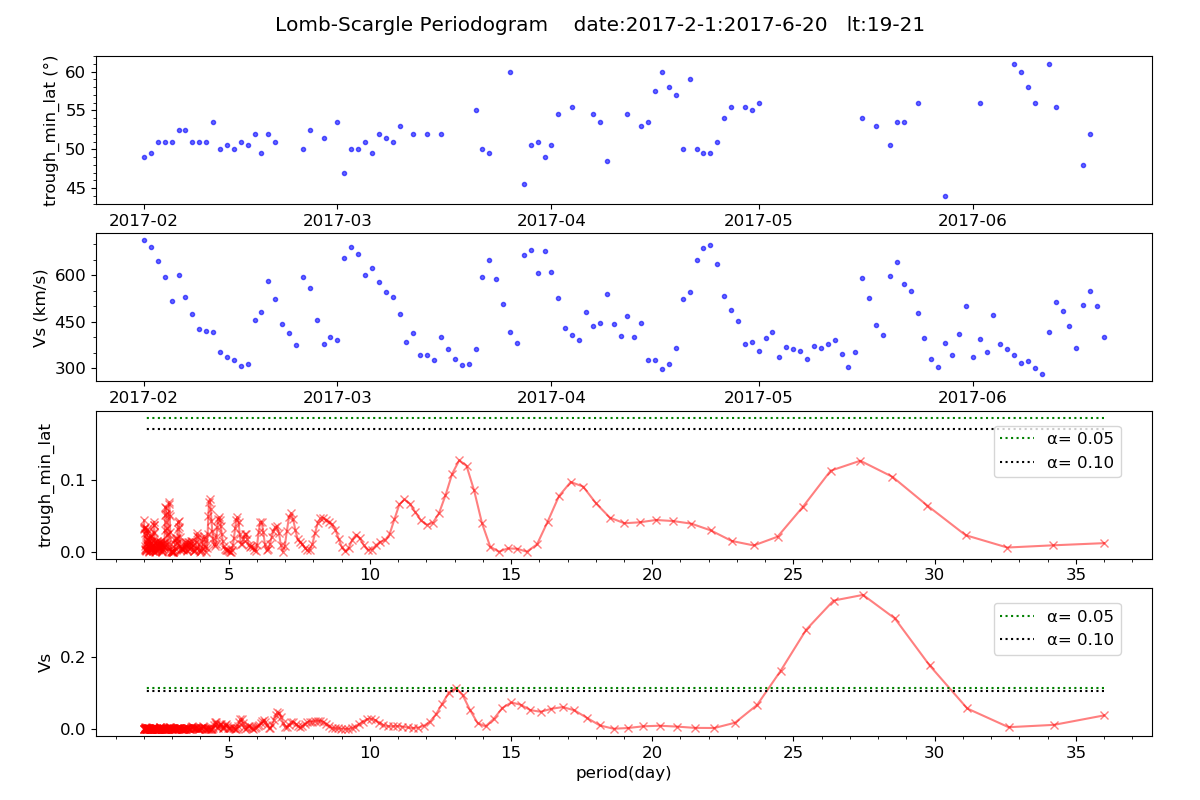 Lomb-Scargle Periodogram    date:2017-2-1:2017-6-20   lt:19-21
trough_min_lat (°)
60
55
50
45
2017-02 2017-03 2017-04 2017-05 2017-06
Vs (km/s)
600
450
300
2017-02 2017-03 2017-04 2017-05 2017-06
trough_min_lat
0.1
0.0
α= 0.05
α= 0.10
5 10 15 20 25 30 35
Vs
0.2
0.0
α= 0.05
α= 0.10
5 10 15 20 25 30 35
period(day)